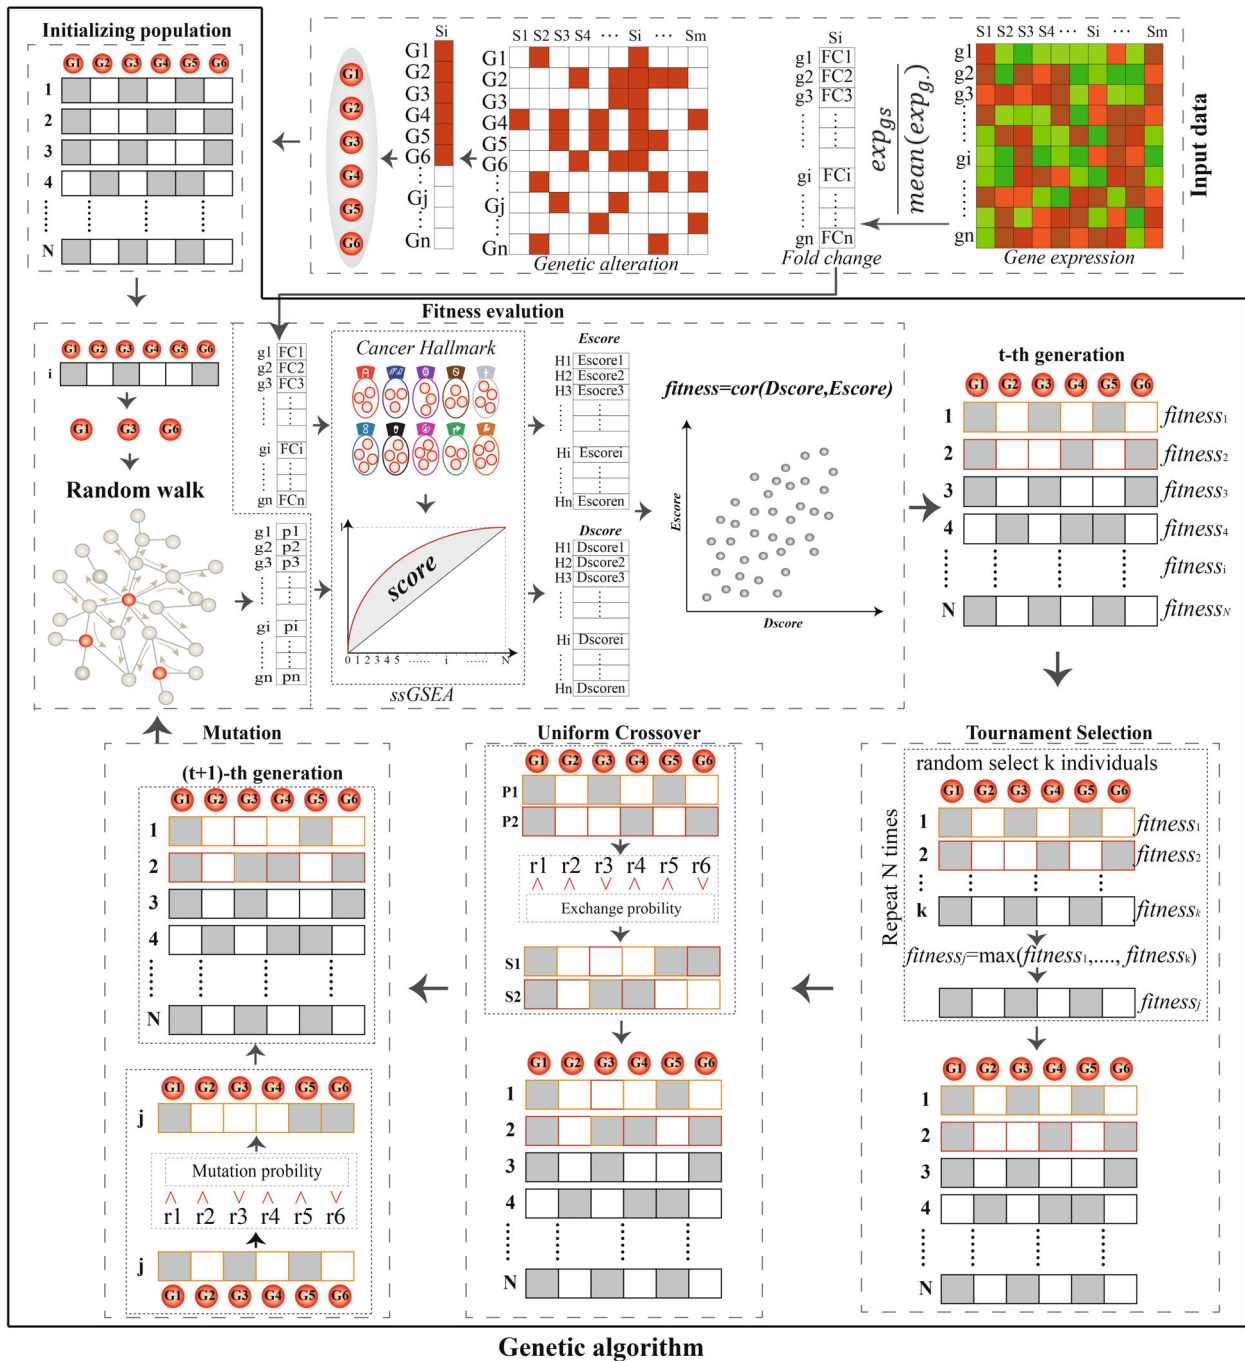 Initializing population
G1 G2 G3 G4 G5 G6
1
2
3
4
N
G1
G2
G3
G4
G5
G6
Si
G1
G2
G3
G4
G5
G6
Gj
Gn
S1 S2 S3 S4 ··· Si ··· Sm
G1
G2
G3
G4
G5
G6
Gj
Gn
Genetic alteration
Si
g1 FC1
g2 FC2
g3 FC3
gi FCi
gn FCn
Fold change
exp_gs
mean(exp_g.)
S1 S2 S3 S4 ··· Si ··· Sm
g1
g2
g3
gi
gn
Gene expression
Input data
Fitness evalution
G1 G2 G3 G4 G5 G6
i
G1 G3 G6
Random walk
g1 FC1
g2 FC2
g3 FC3
gi FCi
gn FCn
g1 p1
g2 p2
g3 p3
gi pi
gn pn
Cancer Hallmark
1
score
0 1 2 3 4 5 ...... i ...... N
ssGSEA
Escore
H1 Escore1
H2 Escore2
H3 Esocre3
Hi Escorei
Hn Escoren
Dscore
H1 Dscore1
H2 Dscore2
H3 Dscore3
Hi Dscorei
Hn Dscoren
fitness=cor(Dscore,Escore)
Escore
Dscore
t-th generation
G1 G2 G3 G4 G5 G6
1 fitness1
2 fitness2
3 fitness3
4 fitness4
fitnessi
N fitnessN
Mutation
(t+1)-th generation
G1 G2 G3 G4 G5 G6
1
2
3
4
N
G1 G2 G3 G4 G5 G6
j
Mutation probility
r1 r2 r3 r4 r5 r6
j
G1 G2 G3 G4 G5 G6
Uniform Crossover
G1 G2 G3 G4 G5 G6
P1
P2
r1 r2 r3 r4 r5 r6
Exchange probility
S1
S2
G1 G2 G3 G4 G5 G6
1
2
3
4
N
Tournament Selection
random select k individuals
G1 G2 G3 G4 G5 G6
1 fitness1
2 fitness2
k fitnessk
fitnessj=max(fitness1,...., fitnessk)
fitnessj
Repeat N times
G1 G2 G3 G4 G5 G6
1
2
3
4
N
Genetic algorithm